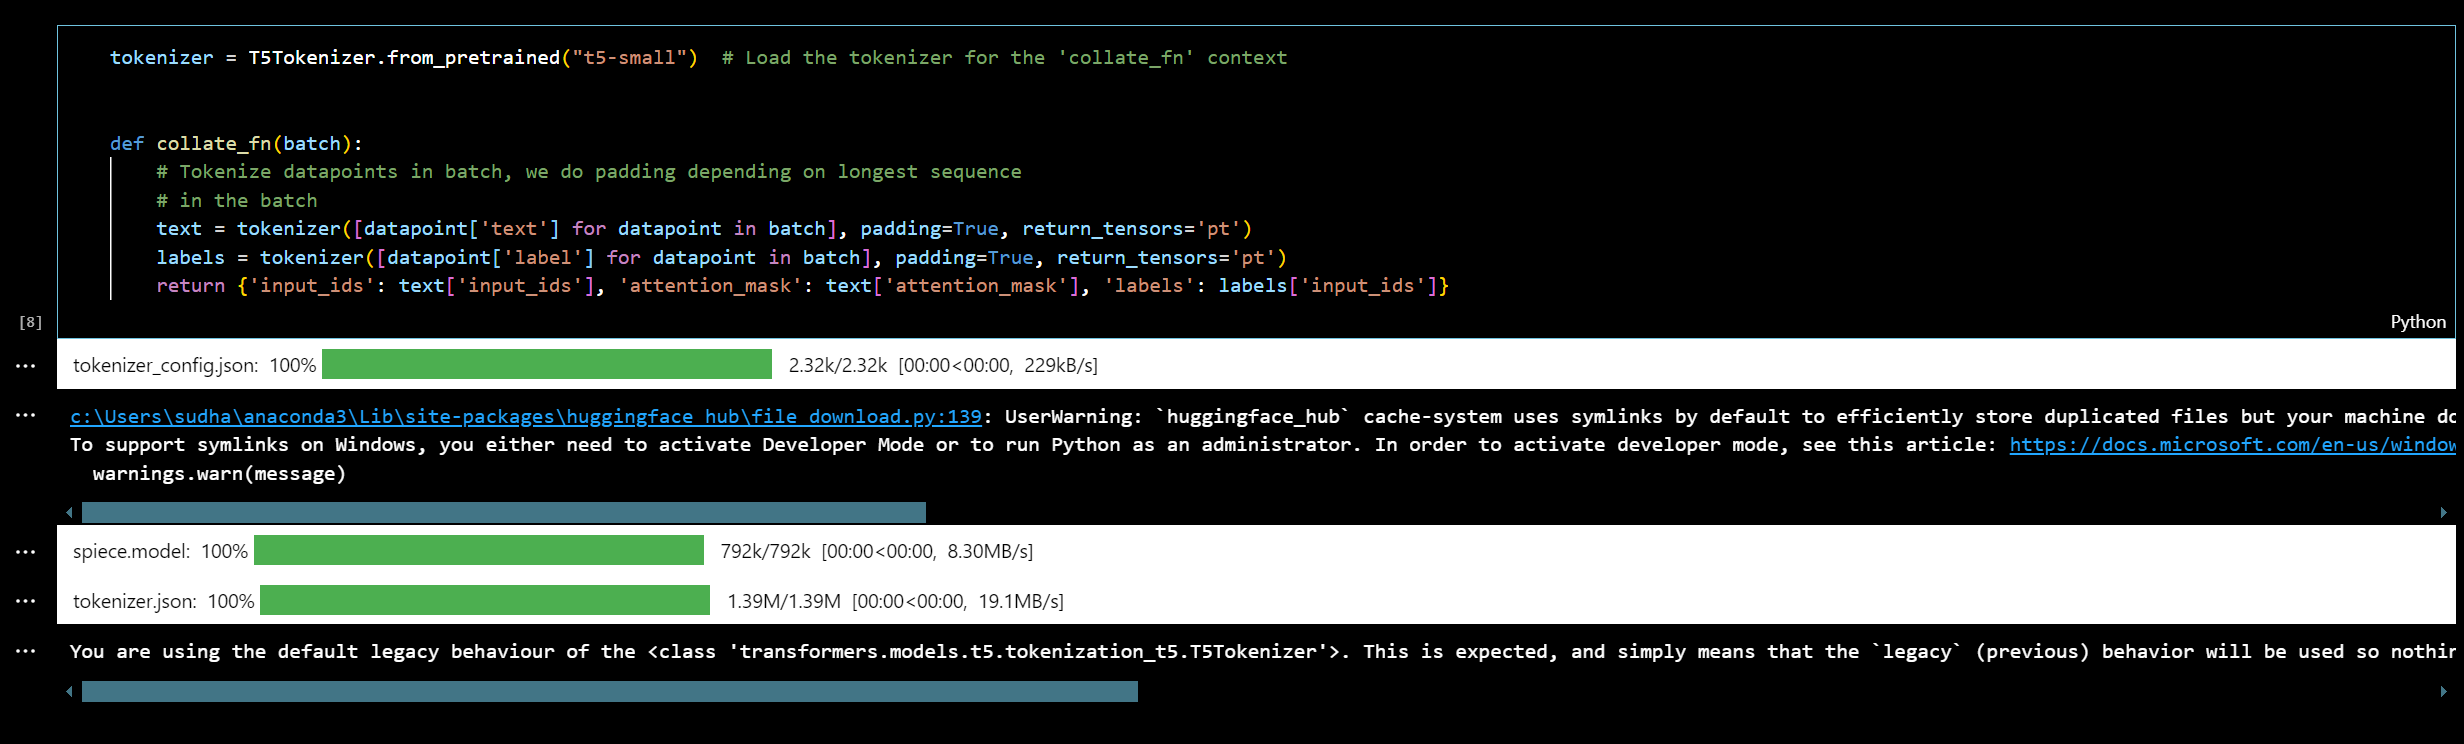 tokenizer = T5Tokenizer.from_pretrained("t5-small")  # Load the tokenizer for the 'collate_fn' context
def collate_fn(batch):
    # Tokenize datapoints in batch, we do padding depending on longest sequence
    # in the batch
    text = tokenizer([datapoint['text'] for datapoint in batch], padding=True, return_tensors='pt')
    labels = tokenizer([datapoint['label'] for datapoint in batch], padding=True, return_tensors='pt')
    return {'input_ids': text['input_ids'], 'attention_mask': text['attention_mask'], 'labels': labels['input_ids']}
[8]
Python
... tokenizer_config.json: 100% 2.32k/2.32k [00:00<00:00, 229kB/s]
... c:\Users\sudha\anaconda3\Lib\site-packages\huggingface_hub\file_download.py:139: UserWarning: `huggingface_hub` cache-system uses symlinks by default to efficiently store duplicated files but your machine do
To support symlinks on Windows, you either need to activate Developer Mode or to run Python as an administrator. In order to activate developer mode, see this article: https://docs.microsoft.com/en-us/window
  warnings.warn(message)
... spiece.model: 100% 792k/792k [00:00<00:00, 8.30MB/s]
... tokenizer.json: 100% 1.39M/1.39M [00:00<00:00, 19.1MB/s]
... You are using the default legacy behaviour of the <class 'transformers.models.t5.tokenization_t5.T5Tokenizer'>. This is expected, and simply means that the `legacy` (previous) behavior will be used so nothin